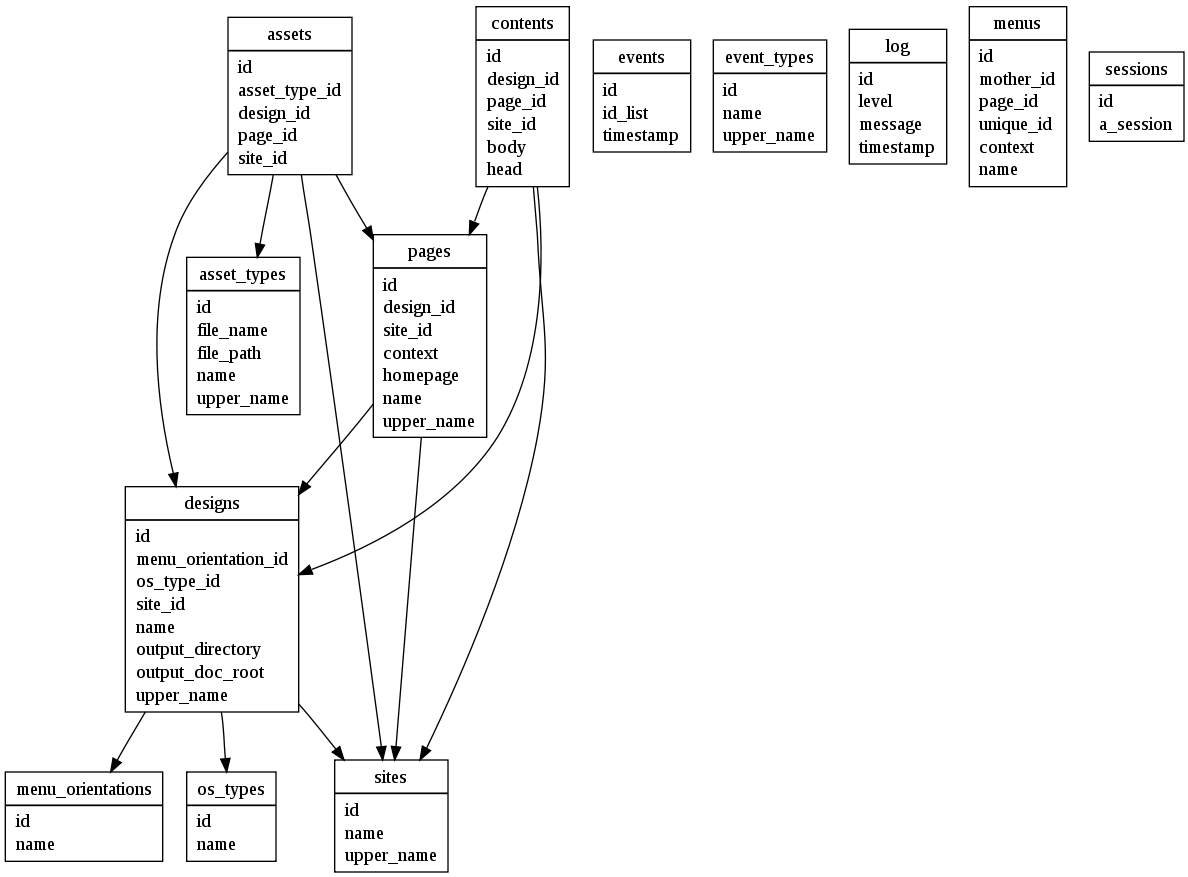 assets
id
asset_type_id
design_id
page_id
site_id
contents
id
design_id
page_id
site_id
body
head
events
id
id_list
timestamp
event_types
id
name
upper_name
log
id
level
message
timestamp
menus
id
mother_id
page_id
unique_id
context
name
sessions
id
a_session
asset_types
id
file_name
file_path
name
upper_name
pages
id
design_id
site_id
context
homepage
name
upper_name
designs
id
menu_orientation_id
os_type_id
site_id
name
output_directory
output_doc_root
upper_name
menu_orientations
id
name
os_types
id
name
sites
id
name
upper_name